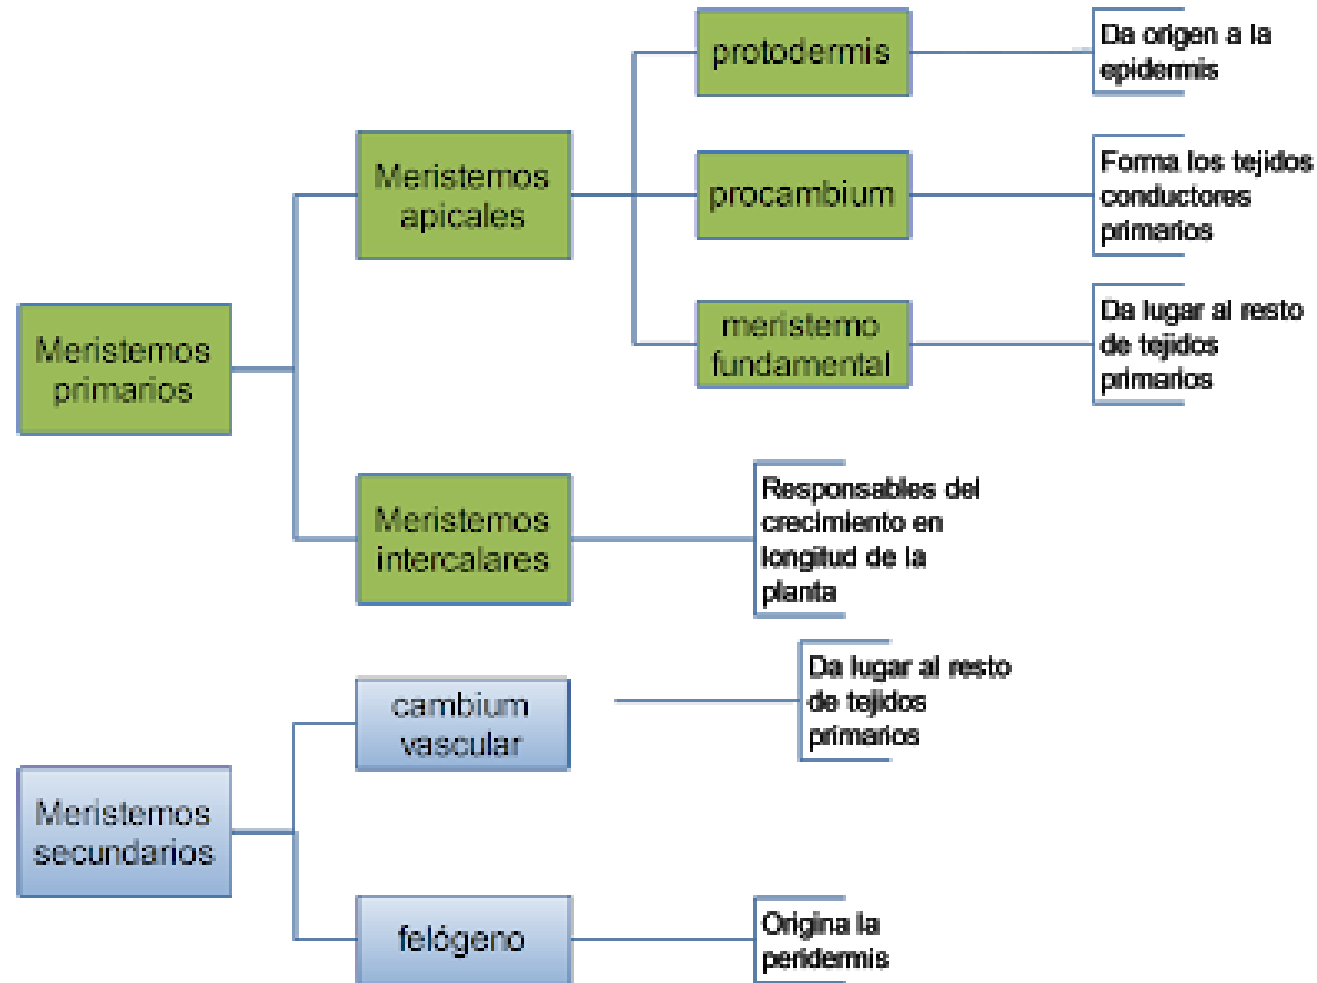 protodermis
Da origen a la
epidermis
Meristemos
apicales
procambium
Forma los tejidos
conductores
primarios
meristemo
fundamental
Da lugar al resto
de tejidos
primarios
Meristemos
primarios
Meristemos
intercalares
Responsables del
crecimiento en
longitud de la
planta
cambium
vascular
Da lugar al resto
de tejidos
primarios
Meristemos
secundarios
felógeno
Origina la
peridermis